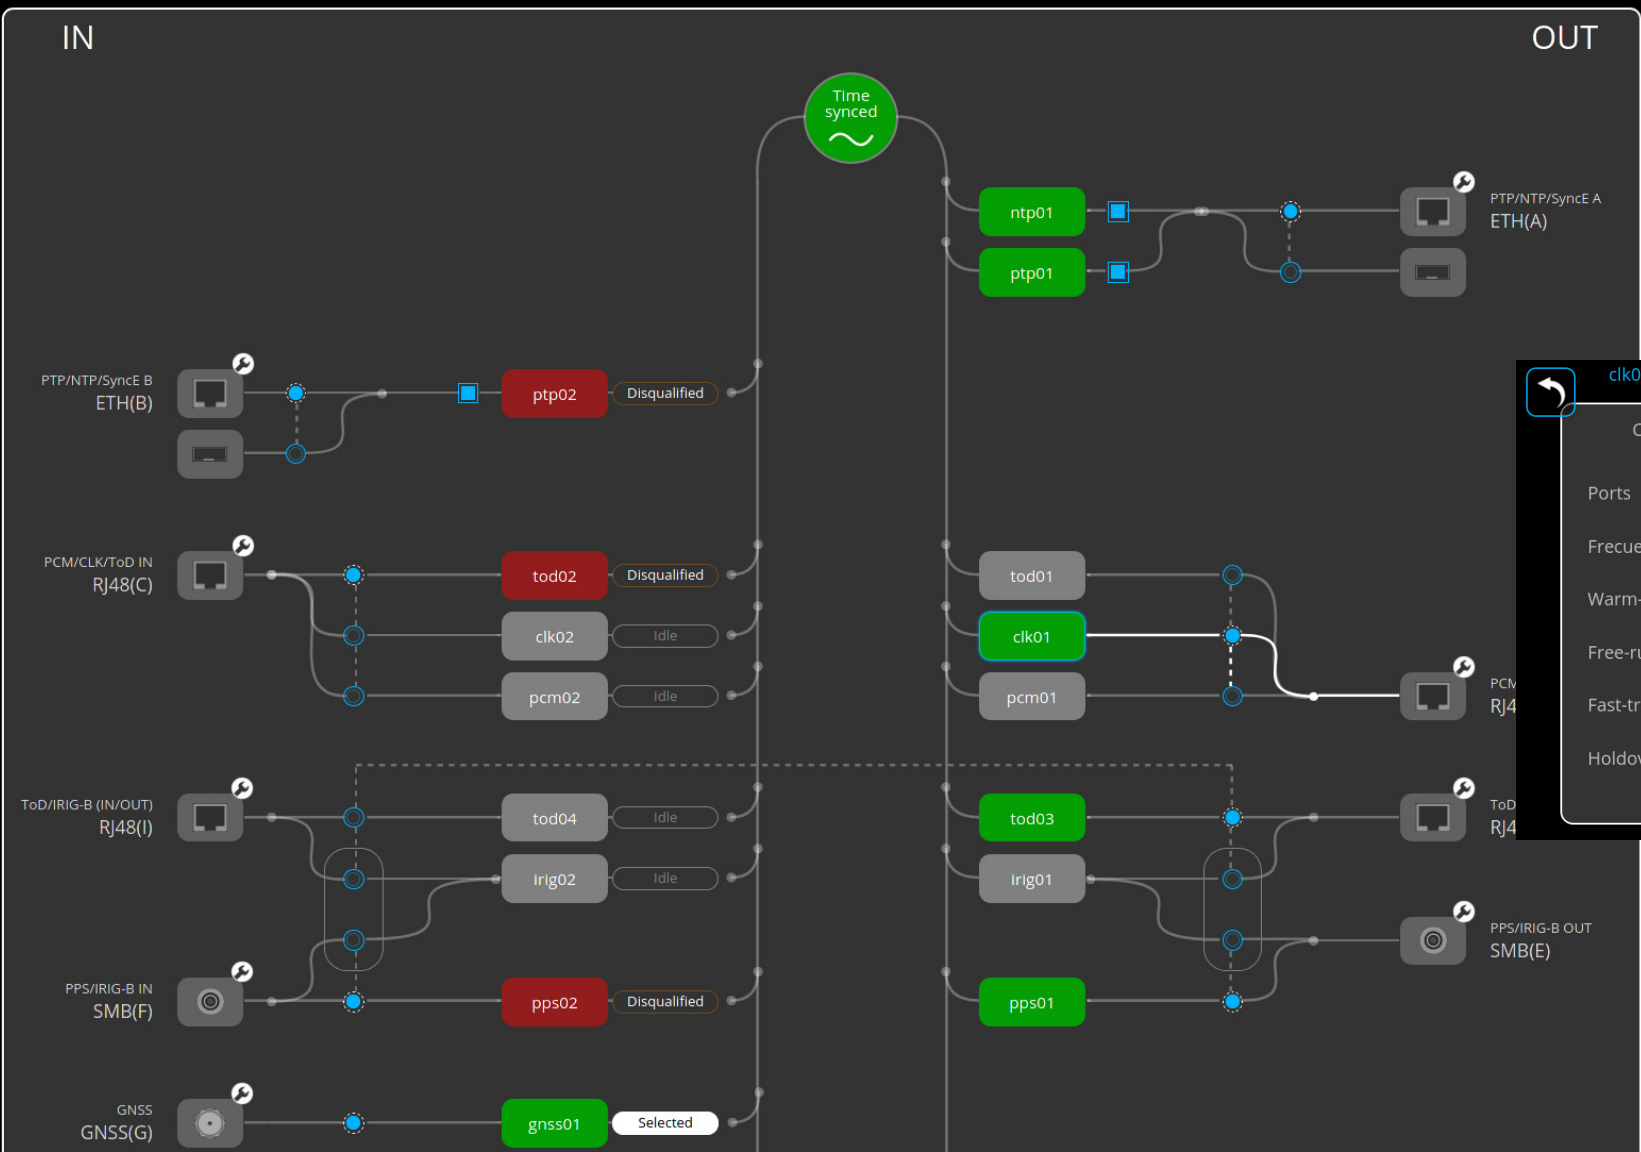 IN
OUT
Time
synced
ntp01
PTP/NTP/SyncE A
ETH(A)
ptp01
PTP/NTP/SyncE B
ETH(B)
ptp02
Disqualified
clk0
Ports
Frecue
Warm-
Free-ru
Fast-tr
Holdov
PCM/CLK/ToD IN
RJ48(C)
tod02
Disqualified
tod01
clk02
Idle
clk01
pcm02
Idle
pcm01
PCM
RJ4
ToD/IRIG-B (IN/OUT)
RJ48(I)
tod04
Idle
tod03
ToD
RJ4
irig02
Idle
irig01
PPS/IRIG-B OUT
SMB(E)
PPS/IRIG-B IN
SMB(F)
pps02
Disqualified
pps01
GNSS
GNSS(G)
gnss01
Selected